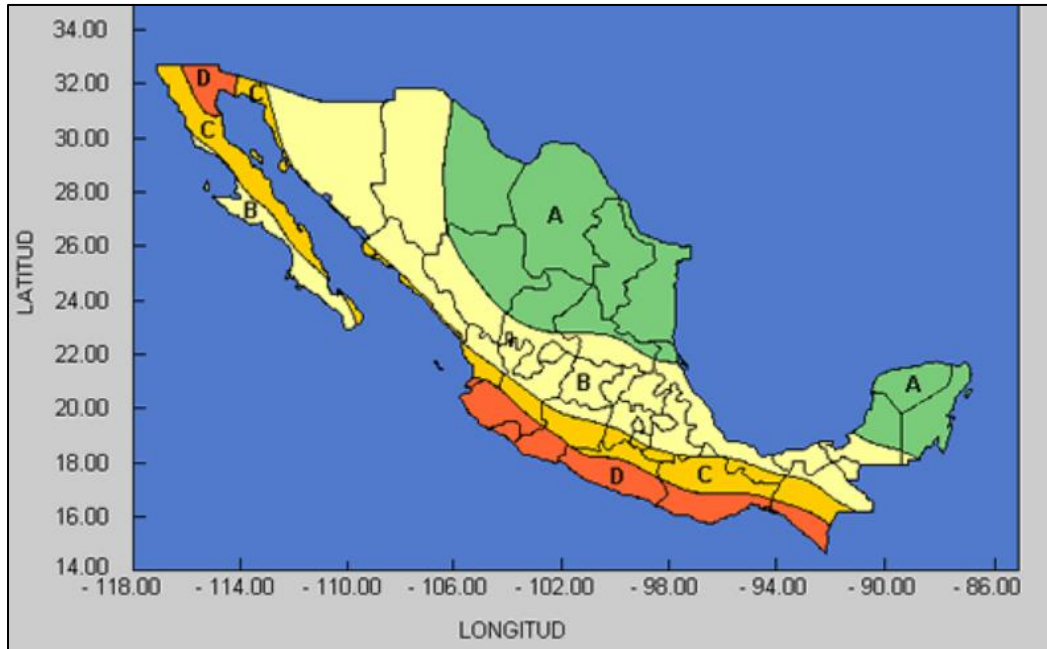 34.00
32.00
30.00
28.00
26.00
24.00
22.00
20.00
18.00
16.00
14.00
LATITUD
D
C
C
B
A
B
A
C
D
- 118.00 - 114.00 - 110.00 - 106.00 - 102.00 - 98.00 - 94.00 - 90.00 - 86.00
LONGITUD